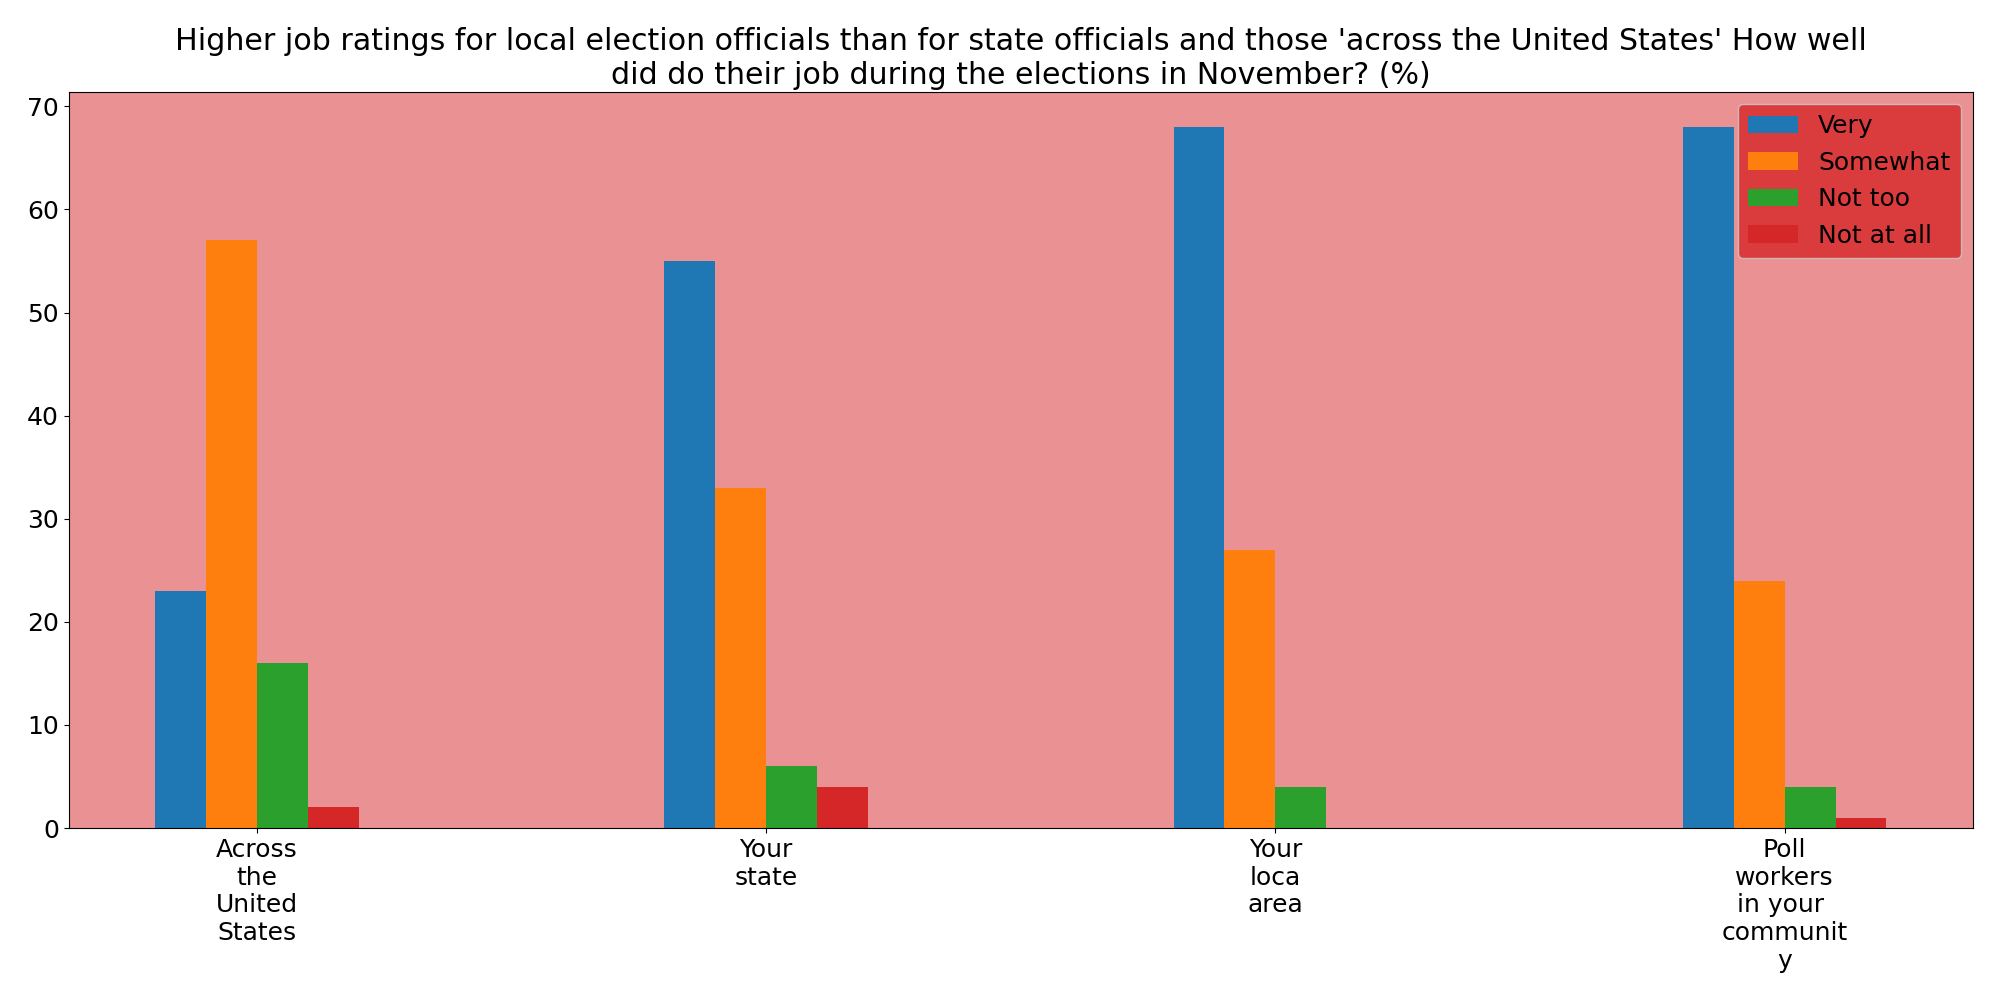 Higher job ratings for local election officials than for state officials and those 'across the United States' How well
did do their job during the elections in November? (%)
70
60
50
40
30
20
10
0
Very
Somewhat
Not too
Not at all
Across
the
United
States
Your
state
Your
loca
area
Poll
workers
in your
communit
y